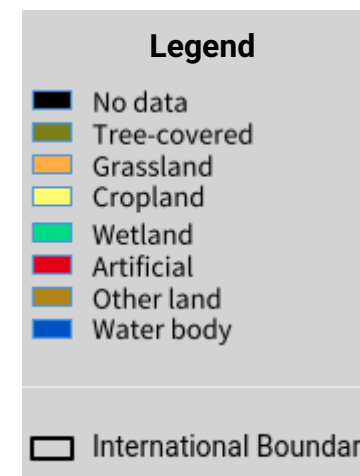 Legend
No data
Tree-covered
Grassland
Cropland
Wetland
Artificial
Other land
Water body
International Boundar